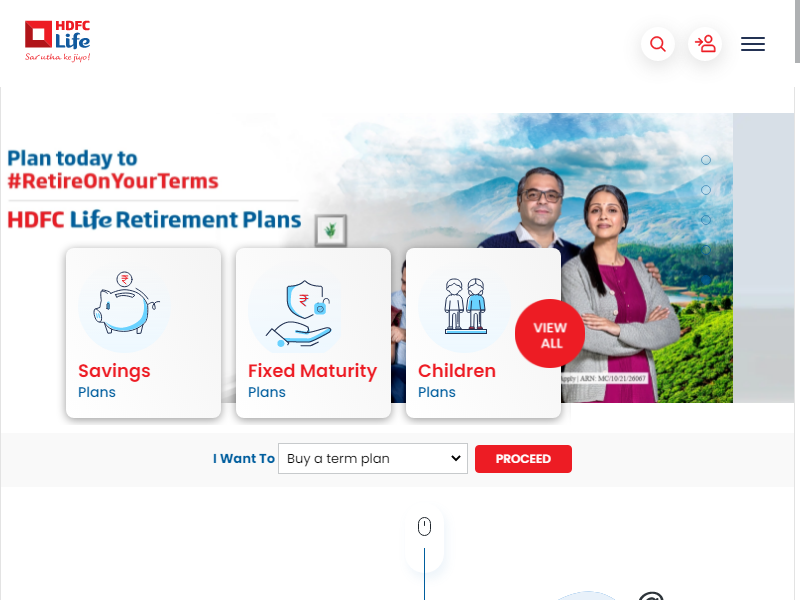 HDFC
Life
Sar utha ke jiyo!
Plan today to
#RetireOnYourTerms
HDFC Life Retirement Plans
Savings
Plans
Fixed Maturity
Plans
Children
Plans
VIEW
ALL
Apply | ARN: MC/10/21/26067
I Want To
Buy a term plan
PROCEED